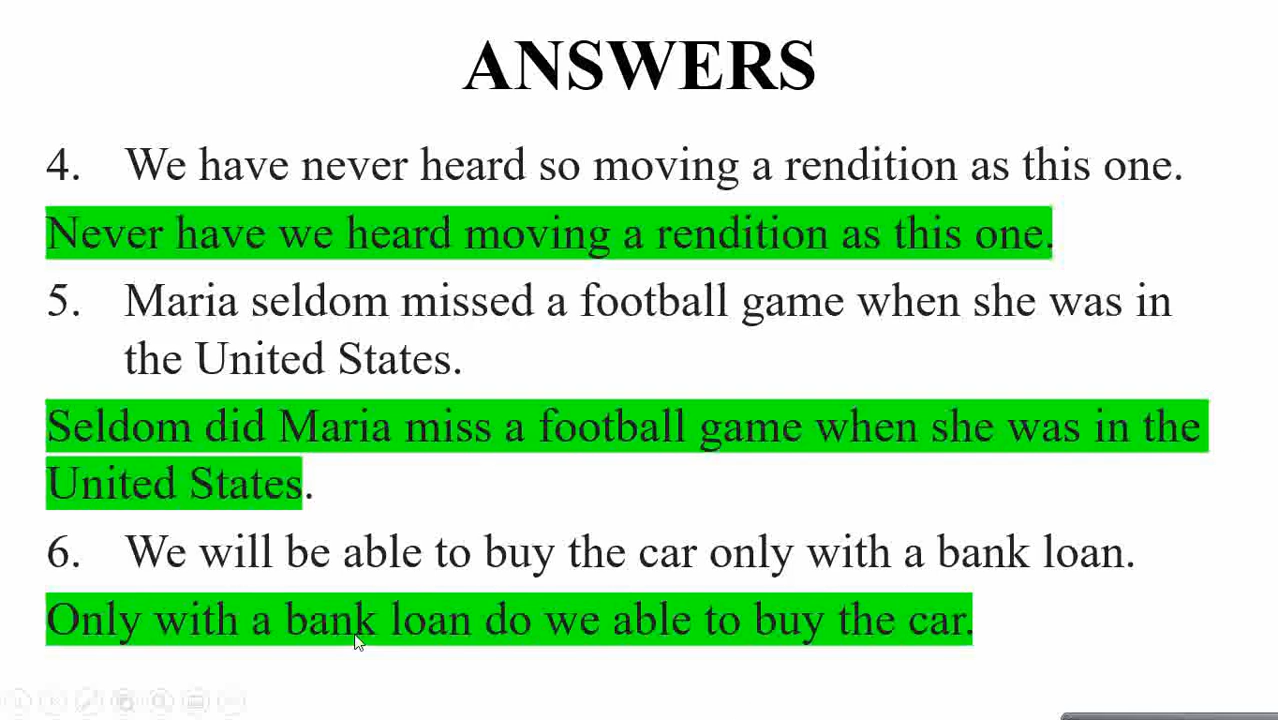 ANSWERS
4. We have never heard so moving a rendition as this one.
Never have we heard moving a rendition as this one.
5. Maria seldom missed a football game when she was in
the United States.
Seldom did Maria miss a football game when she was in the
United States.
6. We will be able to buy the car only with a bank loan.
Only with a bank loan do we able to buy the car.